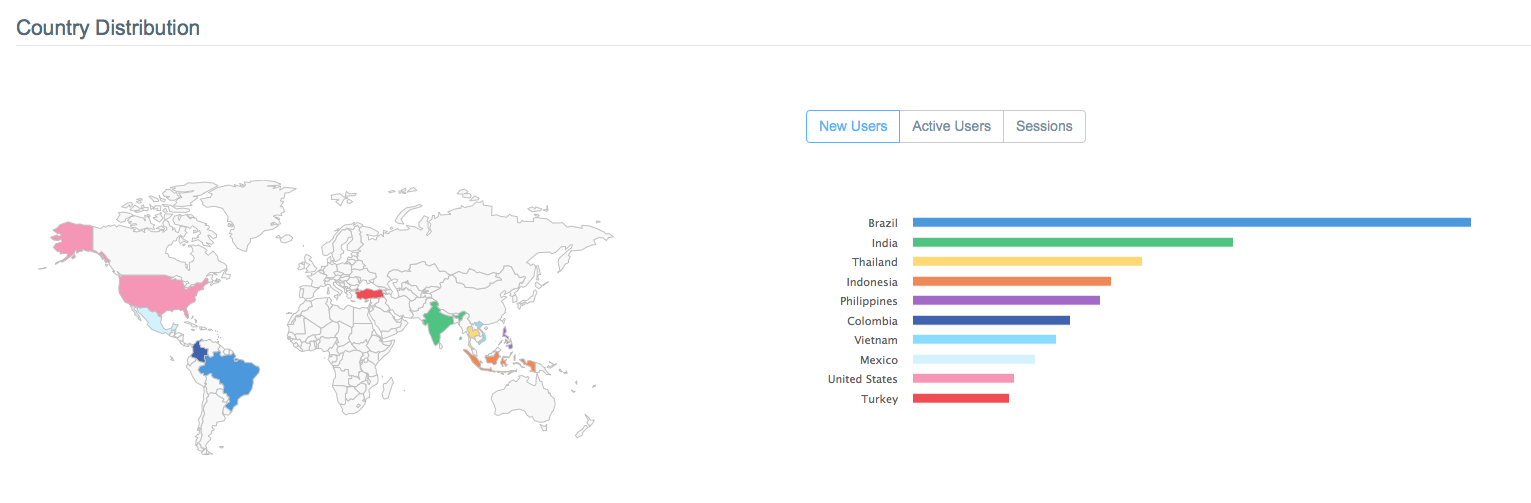 Country Distribution
New Users Active Users Sessions
Brazil
India
Thailand
Indonesia
Philippines
Colombia
Vietnam
Mexico
United States
Turkey